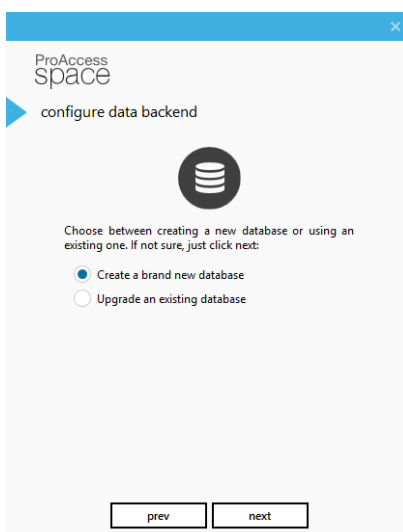 ProAccess
space
configure data backend
Choose between creating a new database or using an
existing one. If not sure, just click next:
Create a brand new database
Upgrade an existing database
prev
next